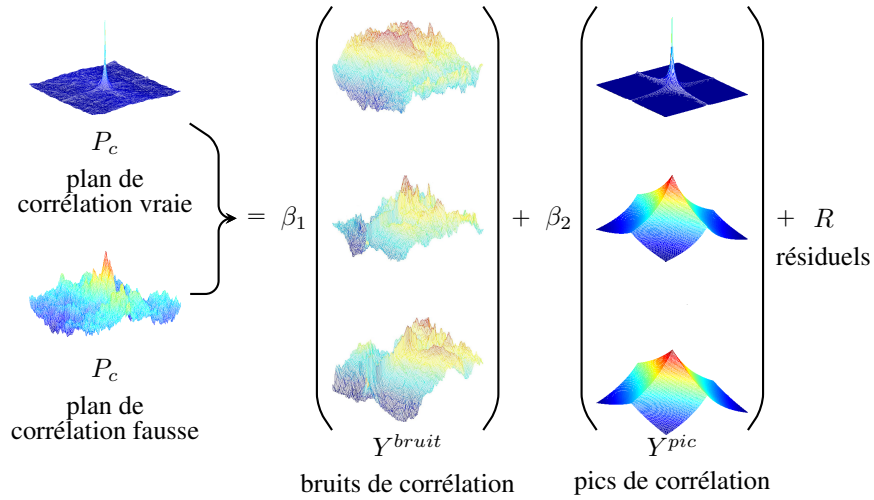 P_c
plan de
corrélation vraie
= β_1 + β_2 + R
résiduels
P_c
plan de
corrélation fausse
Y^{bruit}
bruits de corrélation
Y^{pic}
pics de corrélation